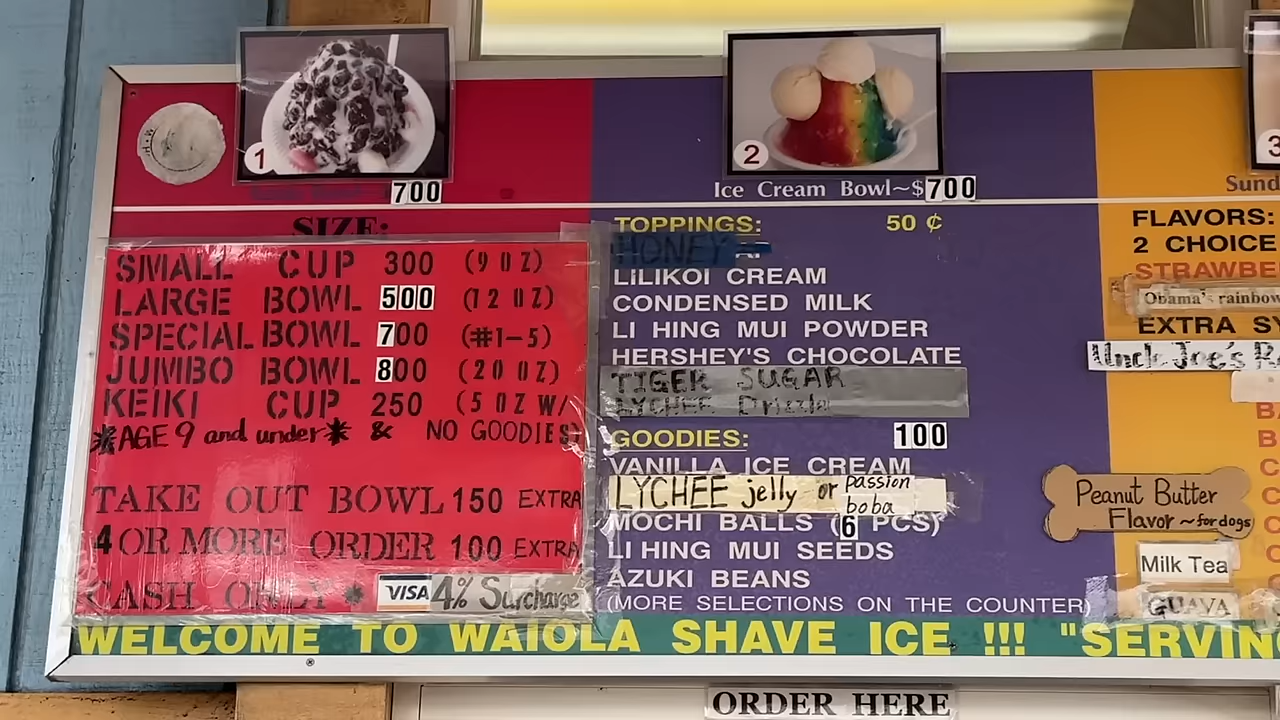 1
700
SIZE:
SMALL CUP 300 (9 OZ)
LARGE BOWL 500 (12 OZ)
SPECIAL BOWL 700 (#1-5)
JUMBO BOWL 800 (20 OZ)
KEIKI CUP 250 (5 OZ W/
*AGE 9 and under* & NO GOODIES)
TAKE OUT BOWL 150 EXTRA
4 OR MORE ORDER 100 EXTRA
CASH ONLY * VISA 4% Surcharge
2
Ice Cream Bowl~$700
TOPPINGS: 50 ¢
HONEY
LILIKOI CREAM
CONDENSED MILK
LI HING MUI POWDER
HERSHEY'S CHOCOLATE
TIGER SUGAR
LYCHEE Drizzle
GOODIES: 100
VANILLA ICE CREAM
LYCHEE jelly or passion boba
MOCHI BALLS (6 PCS)
LI HING MUI SEEDS
AZUKI BEANS
(MORE SELECTIONS ON THE COUNTER)
3
Sund
FLAVORS:
2 CHOICE
STRAWBE
Obama's rainbow
EXTRA SY
Uncle Joe's R
Peanut Butter
Flavor ~for dogs
Milk Tea
GUAVA
WELCOME TO WAIOLA SHAVE ICE !!! "SERVING
ORDER HERE